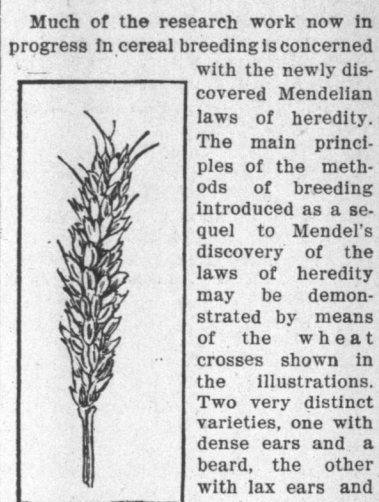 Much of the research work now in
progress in cereal breeding is concerned
with the newly dis-
covered Mendelian
laws of heredity.
The main princi-
ples of the meth-
ods of breeding
introduced as a se-
quel to Mendel's
discovery of the
laws of heredity
may be demon-
strated by means
of the wheat
crosses shown in
the illustrations.
Two very distinct
varieties, one with
dense ears and a
beard, the other
with lax ears and